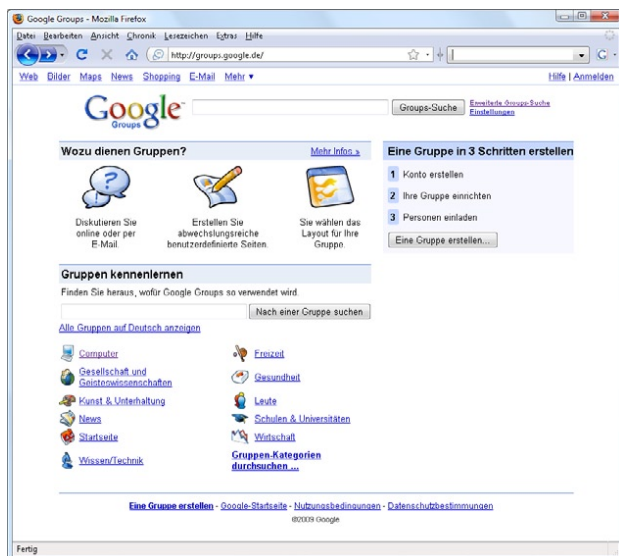 Google Groups - Mozilla Firefox
Datei Bearbeiten Ansicht Chronik Lesezeichen Extras Hilfe
http://groups.google.de/
G
Web Bilder Maps News Shopping E-Mail Mehr ▼
Hilfe | Anmelden
Google
Groups
Groups-Suche
Erweiterte Groups-Suche
Einstellungen
Wozu dienen Gruppen?
Mehr Infos »
Diskutieren Sie
online oder per
E-Mail.
Erstellen Sie
abwechslungsreiche
benutzerdefinierte Seiten.
Sie wählen das
Layout für Ihre
Gruppe.
Eine Gruppe in 3 Schritten erstellen
1 Konto erstellen
2 Ihre Gruppe einrichten
3 Personen einladen
Eine Gruppe erstellen...
Gruppen kennenlernen
Finden Sie heraus, wofür Google Groups so verwendet wird.
Nach einer Gruppe suchen
Alle Gruppen auf Deutsch anzeigen
Computer
Gesellschaft und
Geisteswissenschaften
Kunst & Unterhaltung
News
Startseite
Wissen/Technik
Freizeit
Gesundheit
Leute
Schulen & Universitäten
Wirtschaft
Gruppen-Kategorien
durchsuchen ...
Eine Gruppe erstellen - Google-Startseite - Nutzungsbedingungen - Datenschutzbestimmungen
©2009 Google
Fertig